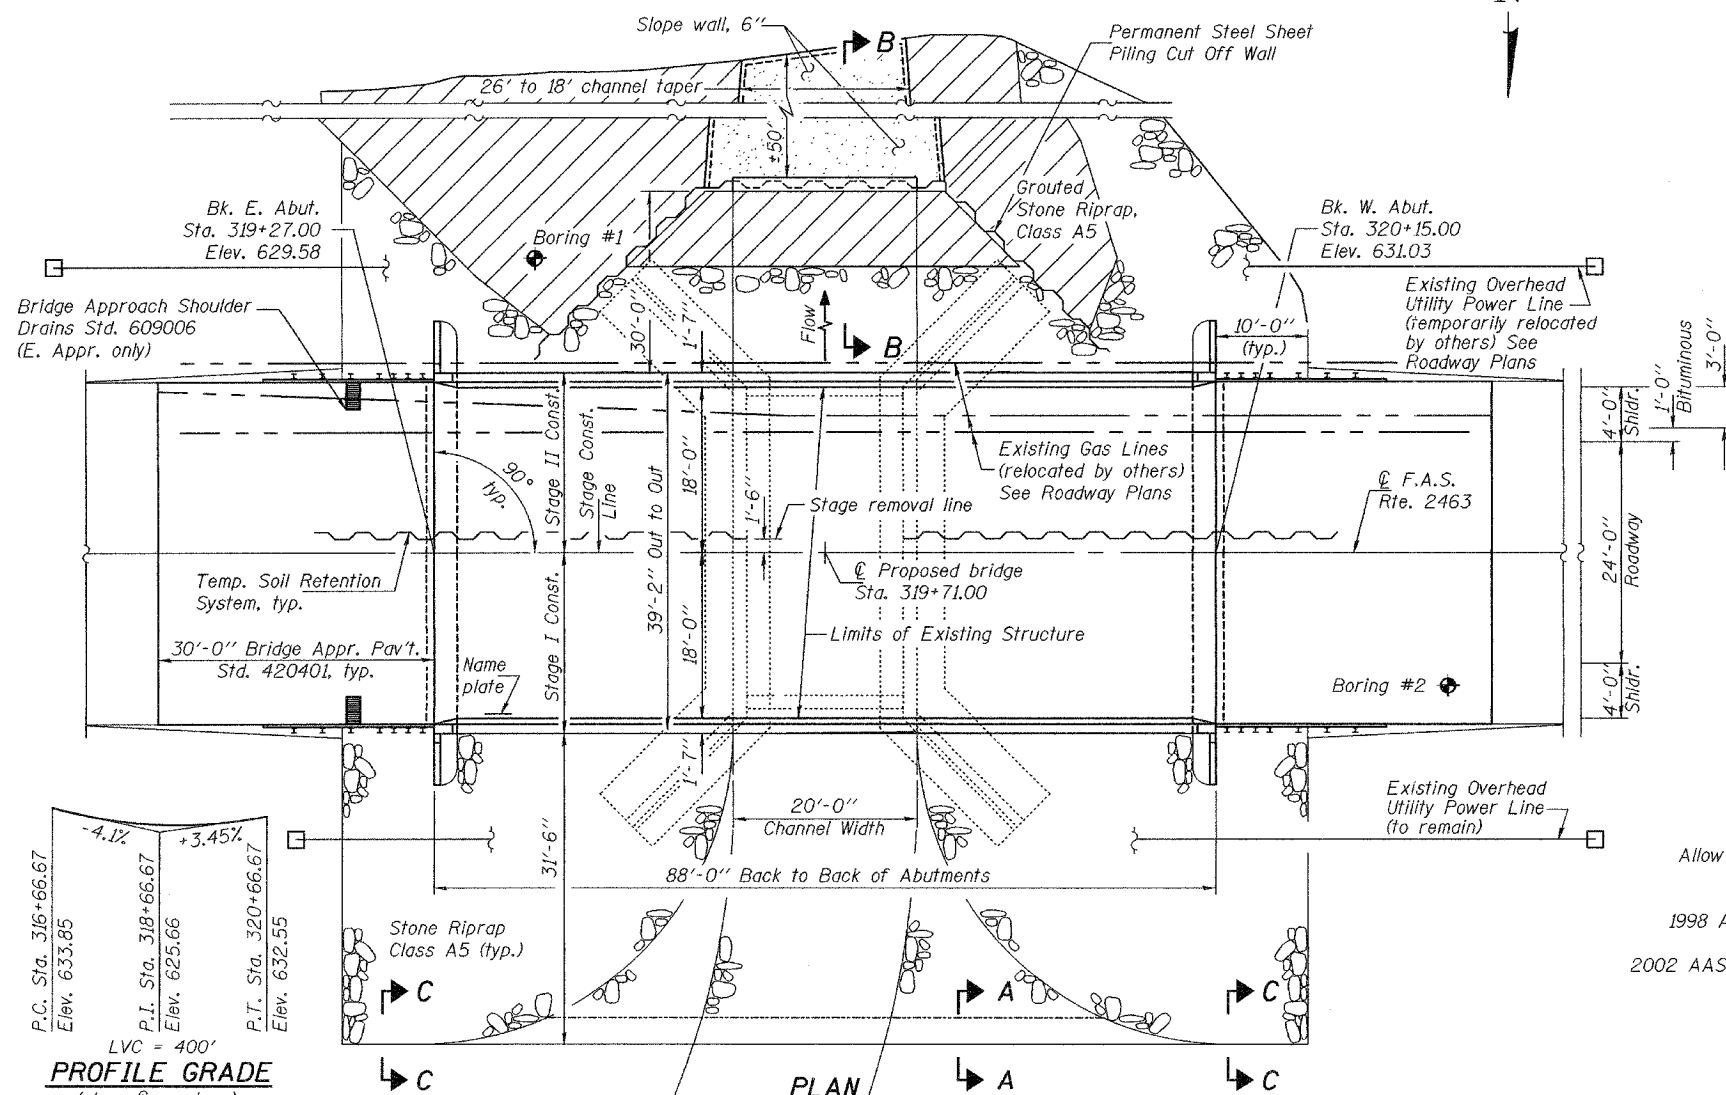 N
Slope wall, 6"
B
Permanent Steel Sheet
Piling Cut Off Wall
26' to 18' channel taper
±50'
Grouted
Stone Riprap,
Class A5
Bk. E. Abut.
Sta. 319+27.00
Elev. 629.58
Boring #1
Bk. W. Abut.
Sta. 320+15.00
Elev. 631.03
Bridge Approach Shoulder
Drains Std. 609006
(E. Appr. only)
30'-0"
1'-7"
Flow
B
10'-0"
(typ.)
Existing Overhead
Utility Power Line
(temporarily relocated
by others) See
Roadway Plans
1'-0"
Bituminous
3'-0"
4'-0"
Shldr.
90°
typ.
Stage II Const.
Stage Const.
Line
39'-2" Out to Out
18'-0"
1'-6"
Existing Gas Lines
(relocated by others)
See Roadway Plans
Stage removal line
℄ F.A.S.
Rte. 2463
24'-0"
Roadway
Temp. Soil Retention
System, typ.
℄ Proposed bridge
Sta. 319+71.00
Stage I Const.
18'-0"
Limits of Existing Structure
30'-0" Bridge Appr. Pav't.
Std. 420401, typ.
Name
plate
Boring #2
4'-0"
Shldr.
1'-7"
31'-6"
20'-0"
Channel Width
Existing Overhead
Utility Power Line
(to remain)
88'-0" Back to Back of Abutments
-4.1%
+3.45%
P.C. Sta. 316+66.67
Elev. 633.85
P.I. Sta. 318+66.67
Elev. 625.66
P.T. Sta. 320+66.67
Elev. 632.55
LVC = 400'
PROFILE GRADE
Stone Riprap
Class A5 (typ.)
Allow
1998 A
2002 AAS
C
A
C
C
PLAN
A
C